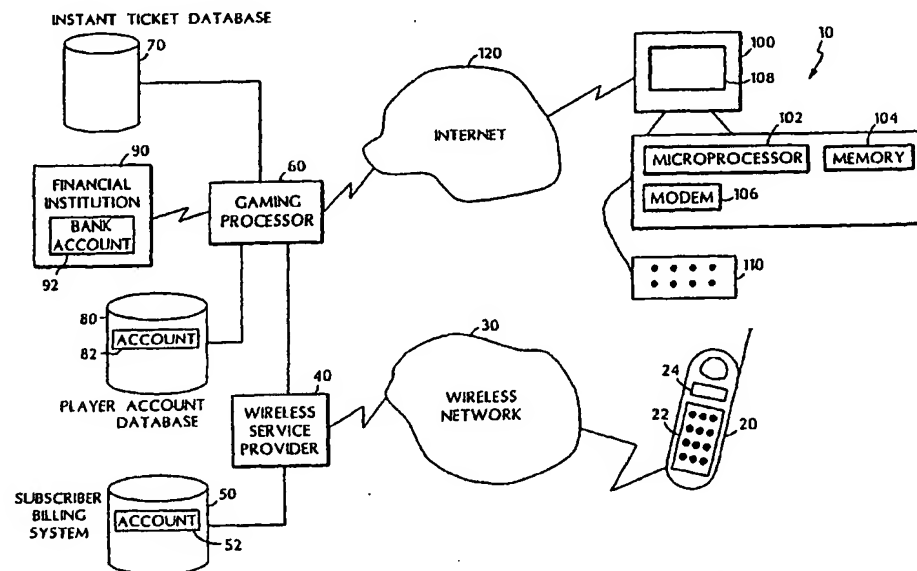 INSTANT TICKET DATABASE
70
90
FINANCIAL
INSTITUTION
BANK
ACCOUNT
92
60
GAMING
PROCESSOR
120
INTERNET
100
108
10
102
104
MICROPROCESSOR
MEMORY
MODEM
106
110
80
ACCOUNT
82
PLAYER ACCOUNT
DATABASE
40
WIRELESS
SERVICE
PROVIDER
30
WIRELESS
NETWORK
24
22
20
SUBSCRIBER
BILLING
SYSTEM
50
ACCOUNT
52